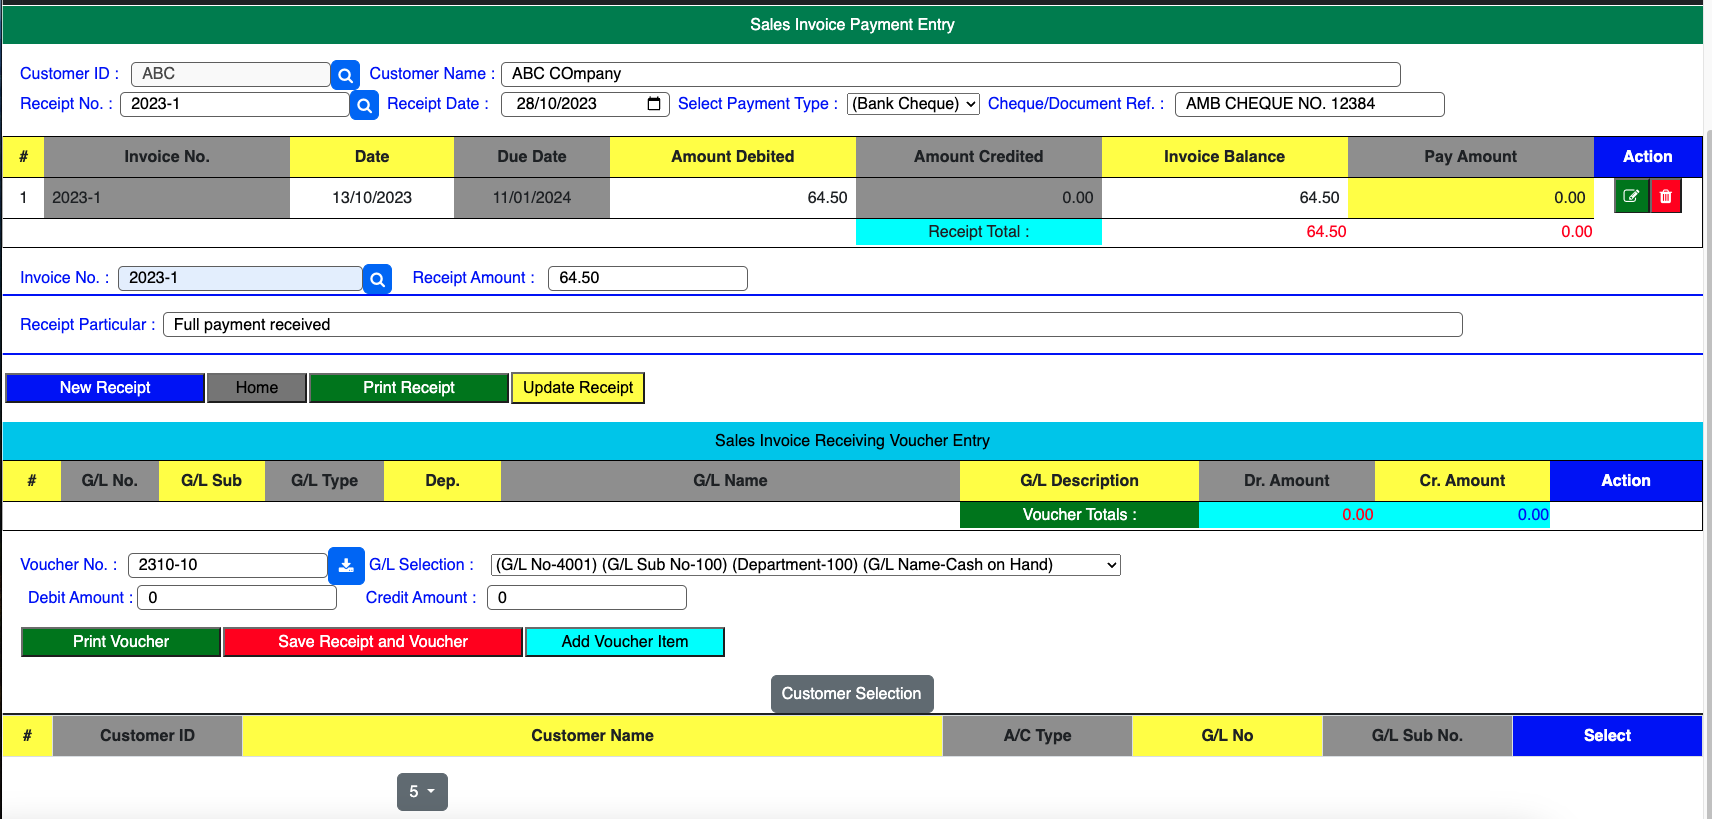 Sales Invoice Payment Entry
Customer ID : ABC Customer Name : ABC COmpany
Receipt No. : 2023-1 Receipt Date : 28/10/2023 Select Payment Type : (Bank Cheque) Cheque/Document Ref. : AMB CHEQUE NO. 12384
# Invoice No. Date Due Date Amount Debited Amount Credited Invoice Balance Pay Amount Action
1 2023-1 13/10/2023 11/01/2024 64.50 0.00 64.50 0.00
Receipt Total : 64.50 0.00
Invoice No. : 2023-1 Receipt Amount : 64.50
Receipt Particular : Full payment received
New Receipt Home Print Receipt Update Receipt
Sales Invoice Receiving Voucher Entry
# G/L No. G/L Sub G/L Type Dep. G/L Name G/L Description Dr. Amount Cr. Amount Action
Voucher Totals : 0.00 0.00
Voucher No. : 2310-10 G/L Selection : (G/L No-4001) (G/L Sub No-100) (Department-100) (G/L Name-Cash on Hand)
Debit Amount : 0 Credit Amount : 0
Print Voucher Save Receipt and Voucher Add Voucher Item
Customer Selection
# Customer ID Customer Name A/C Type G/L No G/L Sub No. Select
5